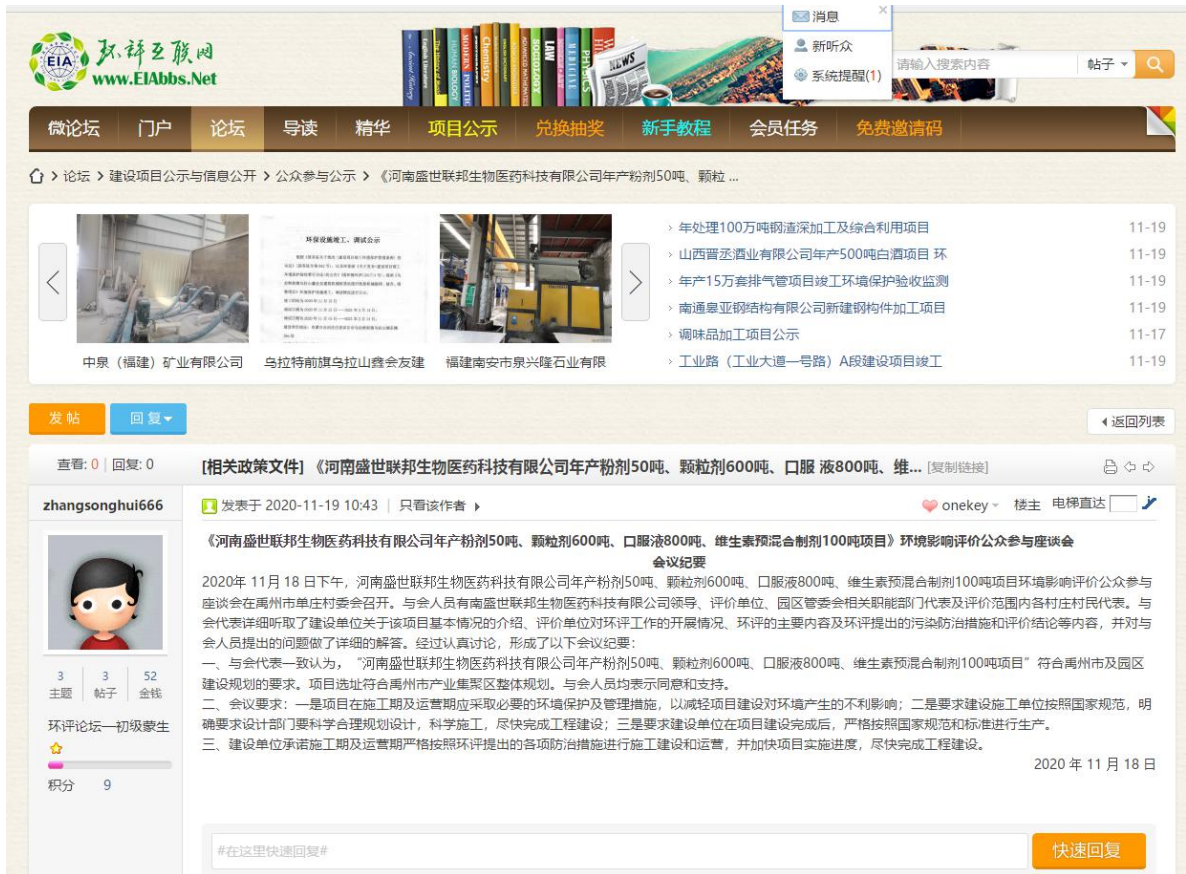 消息
新听众
系统提醒(1)
环评互联网
www.EIAbbs.Net
EIA
NEWS
请输入搜索内容 帖子
微论坛 门户 论坛 导读 精华 项目公示 兑换抽奖 新手教程 会员任务 免费邀请码
论坛 > 建设项目公示与信息公开 > 公众参与公示 > 《河南盛世联邦生物医药科技有限公司年产粉剂50吨、颗粒 ...
环保设施竣工、调试公示
年处理100万吨钢渣深加工及综合利用项目 11-19
山西晋丞酒业有限公司年产500吨白酒项目 环 11-19
年产15万套排气管项目竣工环境保护验收监测 11-19
南通皋亚钢结构有限公司新建钢构件加工项目 11-19
调味品加工项目公示 11-17
工业路（工业大道—号路）A段建设项目竣工 11-19
中泉（福建）矿业有限公司 乌拉特前旗乌拉山鑫会友建 福建南安市泉兴隆石业有限
发帖 回复 返回列表
查看: 0 | 回复: 0 [相关政策文件] 《河南盛世联邦生物医药科技有限公司年产粉剂50吨、颗粒剂600吨、口服 液800吨、维... [复制链接]
zhangsonghui666 发表于 2020-11-19 10:43 | 只看该作者 onekey 楼主 电梯直达
《河南盛世联邦生物医药科技有限公司年产粉剂50吨、颗粒剂600吨、口服液800吨、维生素预混合制剂100吨项目》环境影响评价公众参与座谈会
会议纪要
2020年 11月 18 日下午，河南盛世联邦生物医药科技有限公司年产粉剂50吨、颗粒剂600吨、口服液800吨、维生素预混合制剂100吨项目环境影响评价公众参与
座谈会在禹州市单庄村委会召开。与会人员有南盛世联邦生物医药科技有限公司领导、评价单位、园区管委会相关职能部门代表及评价范围内各村庄村民代表。与
会代表详细听取了建设单位关于该项目基本情况的介绍、评价单位对环评工作的开展情况、环评的主要内容及环评提出的污染防治措施和评价结论等内容，并对与
会人员提出的问题做了详细的解答。经过认真讨论，形成了以下会议纪要：
一、与会代表一致认为，“河南盛世联邦生物医药科技有限公司年产粉剂50吨、颗粒剂600吨、口服液800吨、维生素预混合制剂100吨项目”符合禹州市及园区
建设规划的要求。项目选址符合禹州市产业集聚区整体规划。与会人员均表示同意和支持。
二、会议要求：一是项目在施工期及运营期应采取必要的环境保护及管理措施，以减轻项目建设对环境产生的不利影响；二是要求建设施工单位按照国家规范，明
确要求设计部门要科学合理规划设计，科学施工，尽快完成工程建设；三是要求建设单位在项目建设完成后，严格按照国家规范和标准进行生产。
三、建设单位承诺施工期及运营期严格按照环评提出的各项防治措施进行施工建设和运营，并加快项目实施进度，尽快完成工程建设。
2020 年 11 月 18 日
3 3 52
主题 帖子 金钱
环评论坛—初级蒙生
积分 9
#在这里快速回复# 快速回复